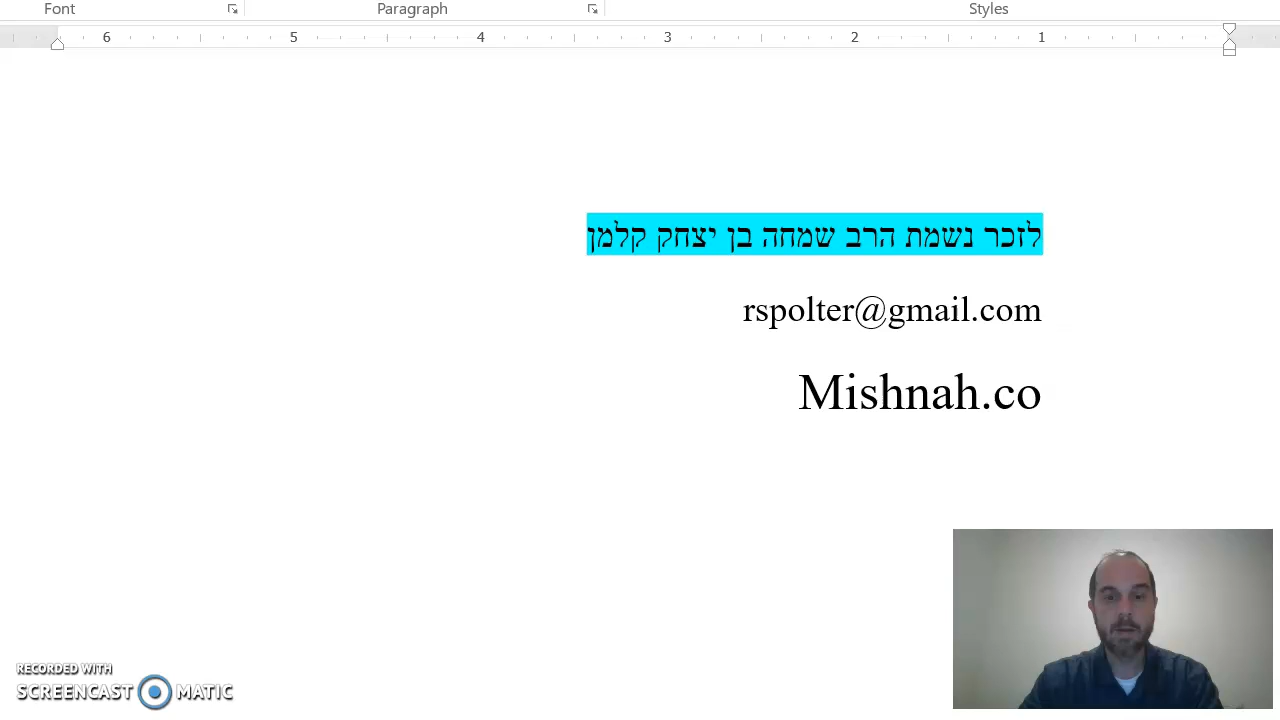 Font Paragraph Styles
6 5 4 3 2 1
לזכר נשמת הרב שמחה בן יצחק קלמן
rspolter@gmail.com
Mishnah.co
RECORDED WITH
SCREENCAST MATIC